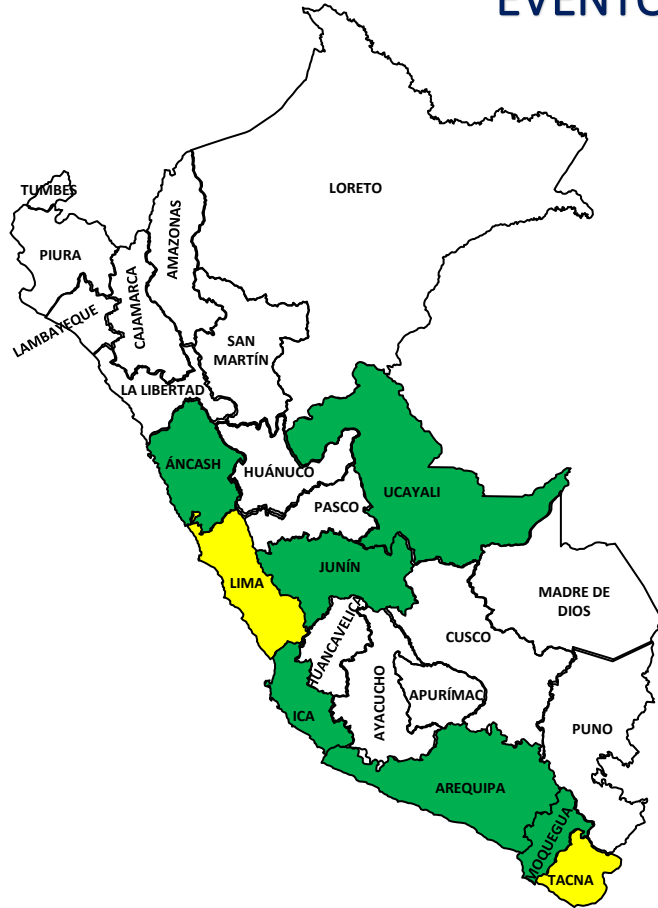 EVENTO
LORETO
TUMBES
AMAZONAS
PIURA
CAJAMARCA
LAMBAYEQUE
SAN
MARTÍN
LA LIBERTAD
ÁNCASH
HUÁNUCO
UCAYALI
PASCO
JUNÍN
LIMA
MADRE DE
DIOS
HUANCAVELICA
CUSCO
AYACUCHO
APURÍMAC
ICA
PUNO
AREQUIPA
MOQUEGUA
TACNA